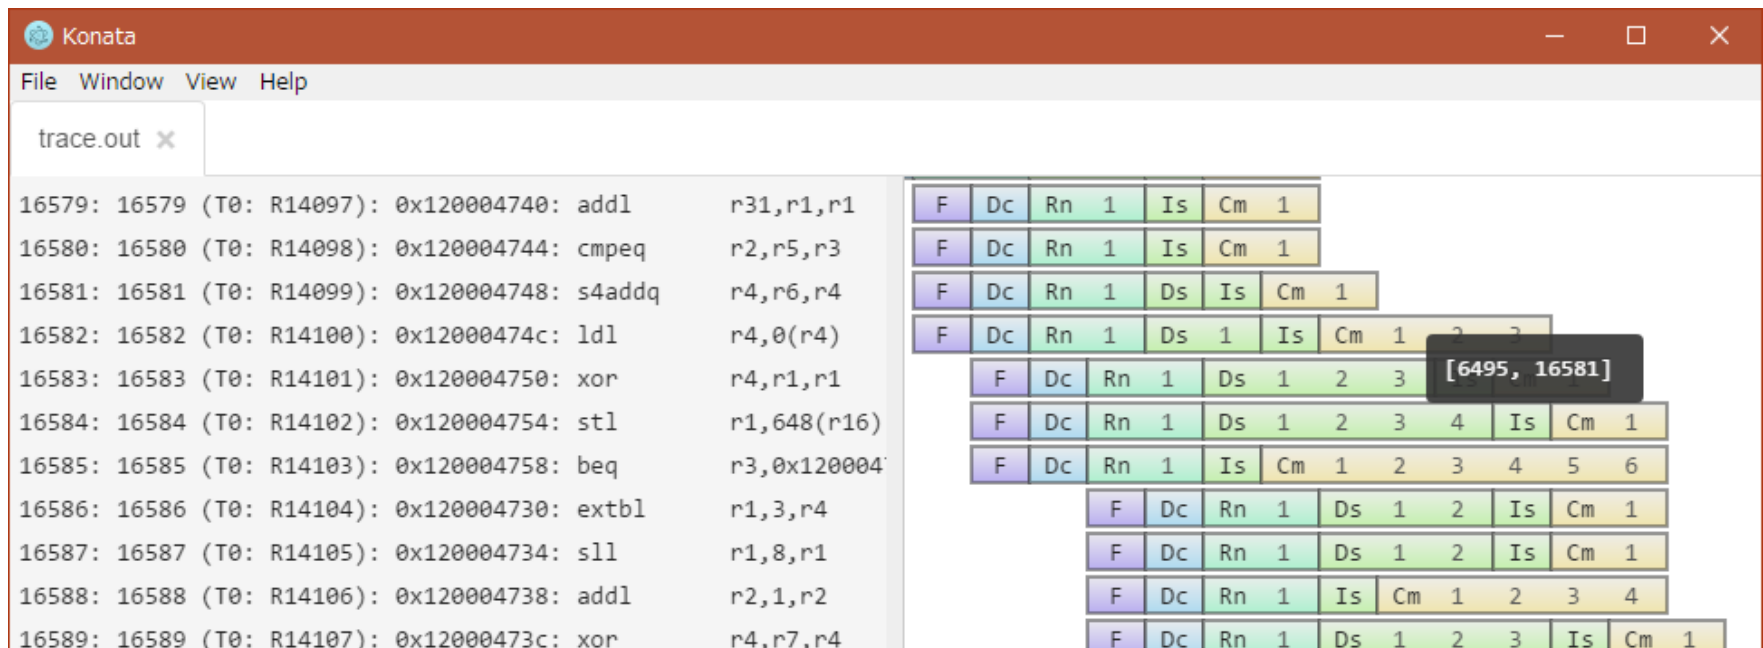 Konata
File Window View Help
trace.out
16579: 16579 (T0: R14097): 0x120004740: addl r31,r1,r1 F Dc Rn 1 Is Cm 1
16580: 16580 (T0: R14098): 0x120004744: cmpeq r2,r5,r3 F Dc Rn 1 Is Cm 1
16581: 16581 (T0: R14099): 0x120004748: s4addq r4,r6,r4 F Dc Rn 1 Ds Is Cm 1
16582: 16582 (T0: R14100): 0x12000474c: ldl r4,0(r4) F Dc Rn 1 Ds 1 Is Cm 1 2 3
16583: 16583 (T0: R14101): 0x120004750: xor r4,r1,r1 F Dc Rn 1 Ds 1 2 3
[6495, 16581]
16584: 16584 (T0: R14102): 0x120004754: stl r1,648(r16) F Dc Rn 1 Ds 1 2 3 4 Is Cm 1
16585: 16585 (T0: R14103): 0x120004758: beq r3,0x120004 F Dc Rn 1 Is Cm 1 2 3 4 5 6
16586: 16586 (T0: R14104): 0x120004730: extbl r1,3,r4 F Dc Rn 1 Ds 1 2 Is Cm 1
16587: 16587 (T0: R14105): 0x120004734: sll r1,8,r1 F Dc Rn 1 Ds 1 2 Is Cm 1
16588: 16588 (T0: R14106): 0x120004738: addl r2,1,r2 F Dc Rn 1 Is Cm 1 2 3 4
16589: 16589 (T0: R14107): 0x12000473c: xor r4,r7,r4 F Dc Rn 1 Ds 1 2 3 Is Cm 1